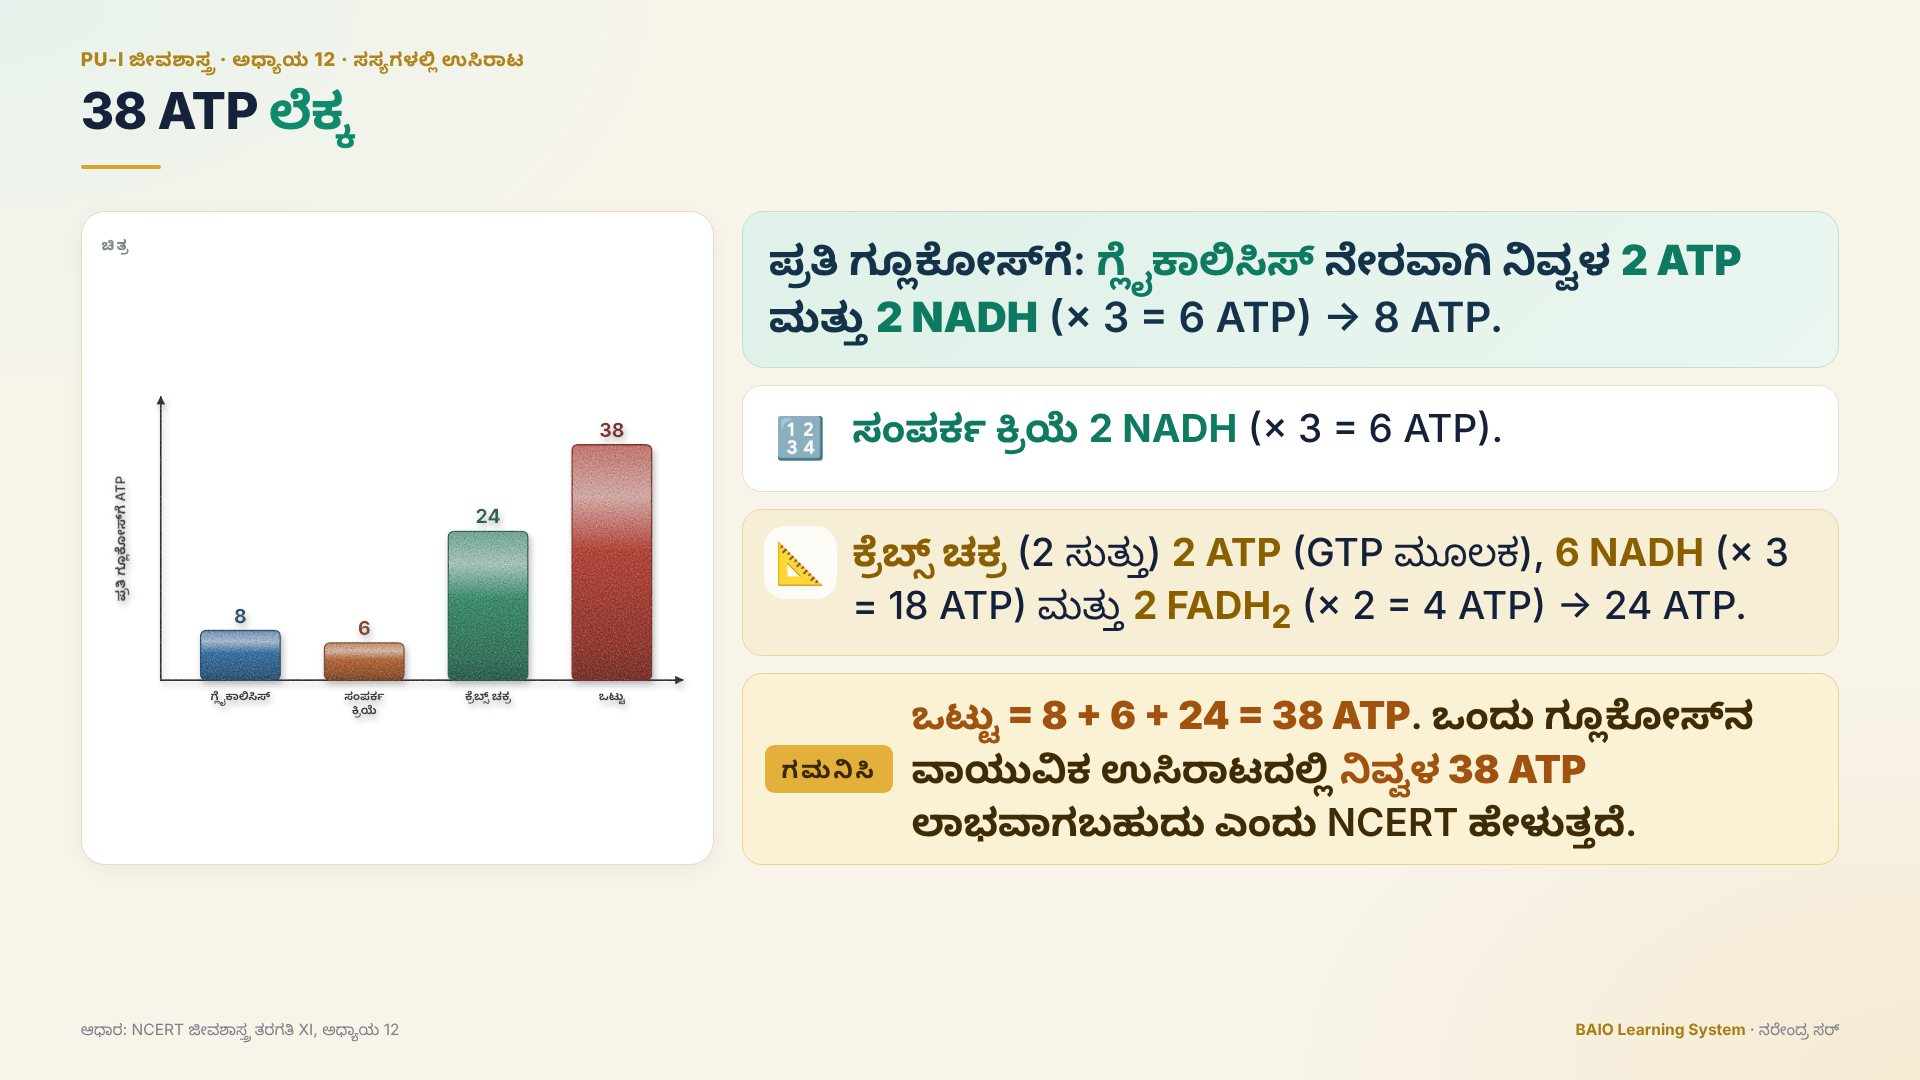 PU-I ಜೀವಶಾಸ್ತ್ರ · ಅಧ್ಯಾಯ 12 · ಸಸ್ಯಗಳಲ್ಲಿ ಉಸಿರಾಟ
38 ATP ಲೆಕ್ಕ
ಚಿತ್ರ
ಪ್ರತಿ ಗ್ಲೂಕೋಸ್‌ಗೆ ATP
8
6
24
38
ಗ್ಲೈಕಾಲಿಸಿಸ್
ಸಂಪರ್ಕ
ಕ್ರಿಯೆ
ಕ್ರೆಬ್ಸ್ ಚಕ್ರ
ಒಟ್ಟು
ಪ್ರತಿ ಗ್ಲೂಕೋಸ್‌ಗೆ: ಗ್ಲೈಕಾಲಿಸಿಸ್ ನೇರವಾಗಿ ನಿವ್ವಳ 2 ATP
ಮತ್ತು 2 NADH (× 3 = 6 ATP) → 8 ATP.
1 2
3 4
ಸಂಪರ್ಕ ಕ್ರಿಯೆ 2 NADH (× 3 = 6 ATP).
ಕ್ರೆಬ್ಸ್ ಚಕ್ರ (2 ಸುತ್ತು) 2 ATP (GTP ಮೂಲಕ), 6 NADH (× 3
= 18 ATP) ಮತ್ತು 2 FADH₂ (× 2 = 4 ATP) → 24 ATP.
ಗಮನಿಸಿ
ಒಟ್ಟು = 8 + 6 + 24 = 38 ATP. ಒಂದು ಗ್ಲೂಕೋಸ್‌ನ
ವಾಯುವಿಕ ಉಸಿರಾಟದಲ್ಲಿ ನಿವ್ವಳ 38 ATP
ಲಾಭವಾಗಬಹುದು ಎಂದು NCERT ಹೇಳುತ್ತದೆ.
ಆಧಾರ: NCERT ಜೀವಶಾಸ್ತ್ರ ತರಗತಿ XI, ಅಧ್ಯಾಯ 12
BAIO Learning System · ನರೇಂದ್ರ ಸರ್